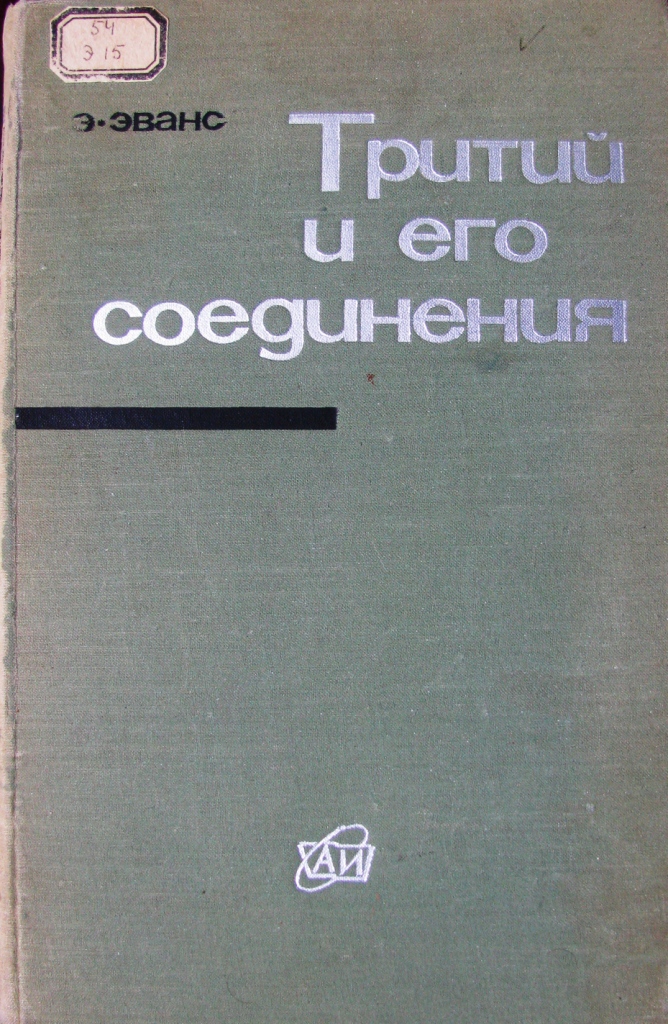 54
Э 15
Э•ЭВАНС
Тритий
и его
соединения
АИ